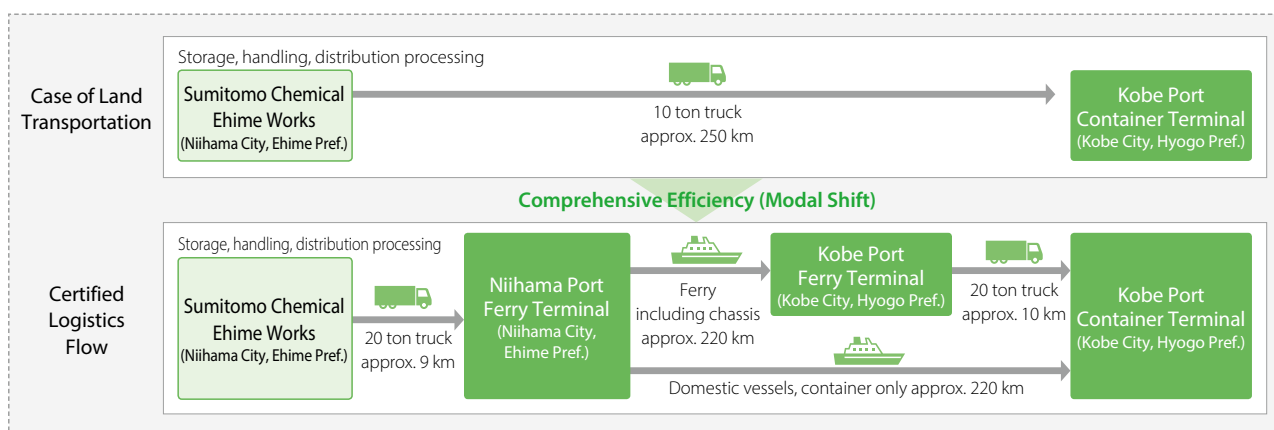 Case of Land
Transportation
Storage, handling, distribution processing
Sumitomo Chemical
Ehime Works
(Niihama City, Ehime Pref.)
10 ton truck
approx. 250 km
Kobe Port
Container Terminal
(Kobe City, Hyogo Pref.)
Comprehensive Efficiency (Modal Shift)
Certified
Logistics
Flow
Storage, handling, distribution processing
Sumitomo Chemical
Ehime Works
(Niihama City, Ehime Pref.)
20 ton truck
approx. 9 km
Niihama Port
Ferry Terminal
(Niihama City,
Ehime Pref.)
Ferry
including chassis
approx. 220 km
Kobe Port
Ferry Terminal
(Kobe City, Hyogo Pref.)
20 ton truck
approx. 10 km
Domestic vessels, container only approx. 220 km
Kobe Port
Container Terminal
(Kobe City, Hyogo Pref.)